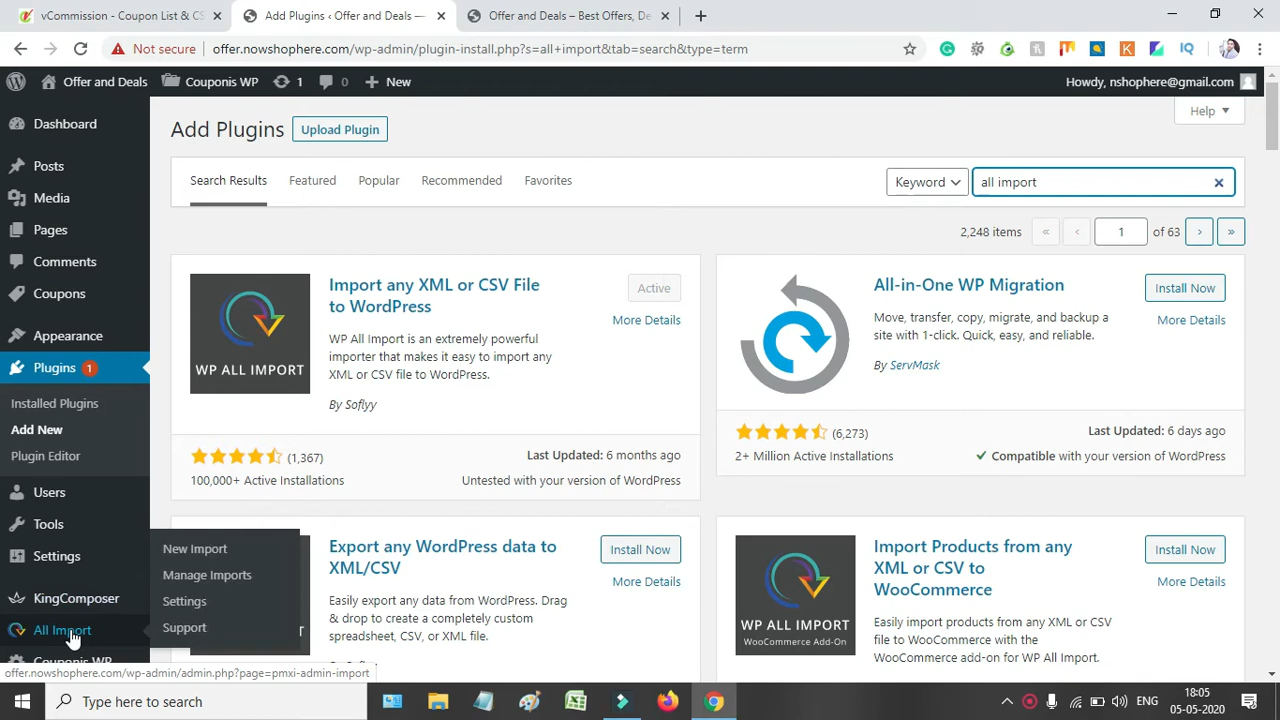 vCommission - Coupon List & CS
Add Plugins ‹ Offer and Deals —
Offer and Deals – Best Offers, De
Not secure
offer.nowshophere.com/wp-admin/plugin-install.php?s=all+import&tab=search&type=term
Offer and Deals
Couponis WP
1
New
Howdy, nshophere@gmail.com
Dashboard
Posts
Media
Pages
Comments
Coupons
Appearance
Plugins 1
Installed Plugins
Add New
Plugin Editor
Users
Tools
Settings
KingComposer
All Import
Couponis WP
New Import
Manage Imports
Settings
Support
Help
Add Plugins
Upload Plugin
Search Results
Featured
Popular
Recommended
Favorites
Keyword
all import
2,248 items
«
‹
1
of 63
›
»
WP ALL IMPORT
Import any XML or CSV File
to WordPress
Active
More Details
WP All Import is an extremely powerful
importer that makes it easy to import any
XML or CSV file to WordPress.
By Soflyy
(1,367)
Last Updated: 6 months ago
100,000+ Active Installations
Untested with your version of WordPress
All-in-One WP Migration
Install Now
More Details
Move, transfer, copy, migrate, and backup a
site with 1-click. Quick, easy, and reliable.
By ServMask
(6,273)
Last Updated: 6 days ago
2+ Million Active Installations
Compatible with your version of WordPress
Export any WordPress data to
XML/CSV
Install Now
More Details
Easily export any data from WordPress. Drag
& drop to create a completely custom
spreadsheet, CSV, or XML file.
WP ALL IMPORT
WooCommerce Add-On
Import Products from any
XML or CSV to
WooCommerce
Install Now
More Details
Easily import products from any XML or CSV
file to WooCommerce with the
WooCommerce add-on for WP All Import.
offer.nowshophere.com/wp-admin/admin.php?page=pmxi-admin-import
Type here to search
ENG
18:05
05-05-2020